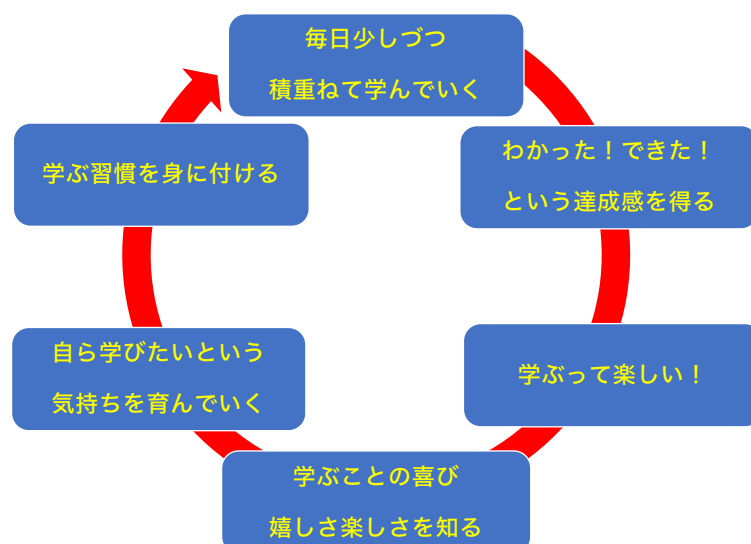 毎日少しづつ
積重ねて学んでいく
わかった！できた！
という達成感を得る
学ぶって楽しい！
学ぶことの喜び
嬉しさ楽しさを知る
自ら学びたいという
気持ちを育んでいく
学ぶ習慣を身に付ける